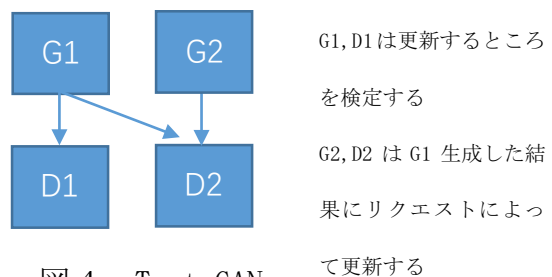 G1
G2
D1
D2
G1,D1は更新するところ
を検定する
G2,D2 は G1 生成した結
果にリクエストによっ
て更新する